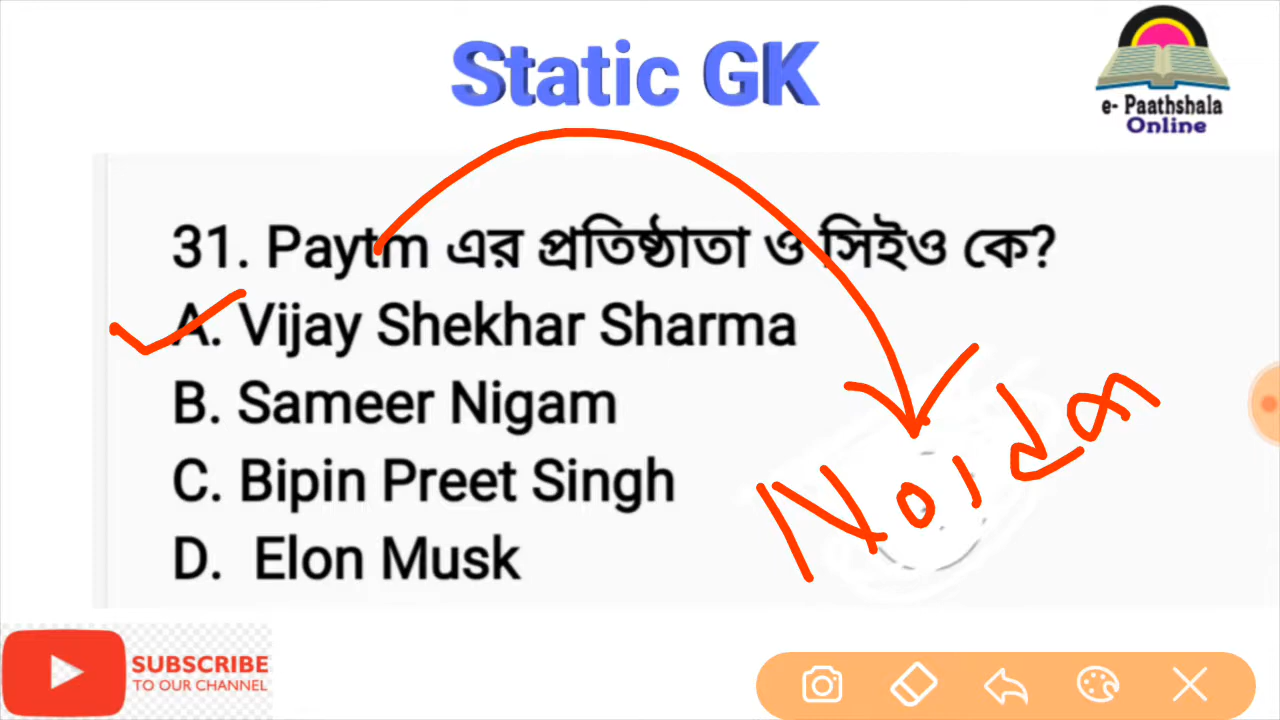 Static GK
e- Paathshala
Online
31. Paytm এর প্রতিষ্ঠাতা ও সিইও কে?
A. Vijay Shekhar Sharma
B. Sameer Nigam
C. Bipin Preet Singh
D. Elon Musk
Noida
SUBSCRIBE
TO OUR CHANNEL